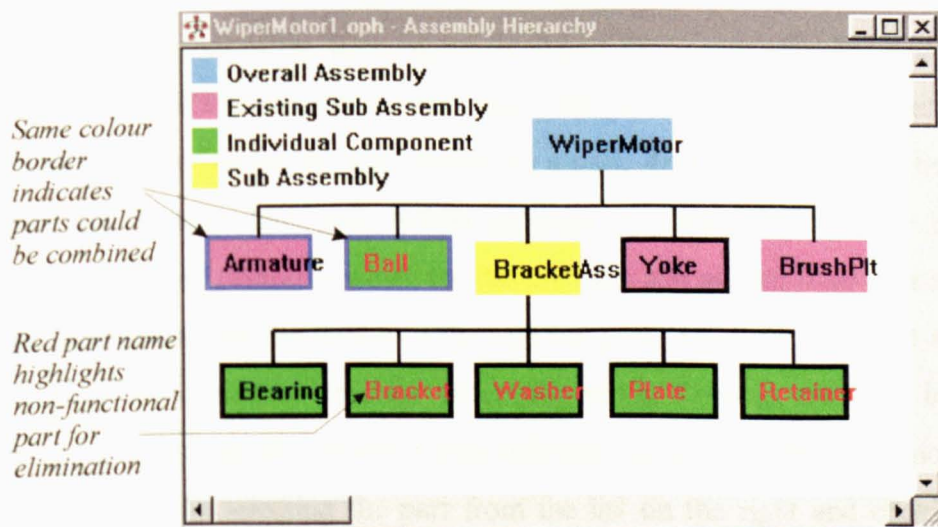 WiperMotor1.oph - Assembly Hierarchy
Overall Assembly
Existing Sub Assembly
Individual Component
Sub Assembly
Same colour
border
indicates
parts could
be combined
WiperMotor
Armature
Ball
BracketAss
Yoke
BrushPlt
Red part name
highlights
non-functional
part for
elimination
Bearing
Bracket
Washer
Plate
Retainer